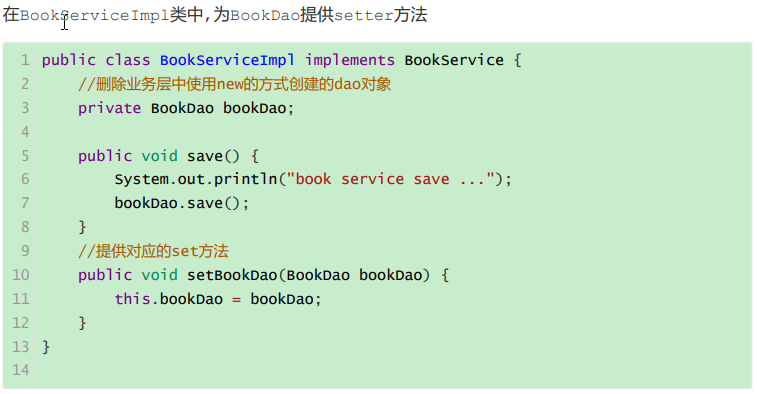 在BookServiceImpl类中,为BookDao提供setter方法
1 public class BookServiceImpl implements BookService {
2     //删除业务层中使用new的方式创建的dao对象
3     private BookDao bookDao;
4
5     public void save() {
6         System.out.println("book service save ...");
7         bookDao.save();
8     }
9     //提供对应的set方法
10     public void setBookDao(BookDao bookDao) {
11         this.bookDao = bookDao;
12     }
13 }
14